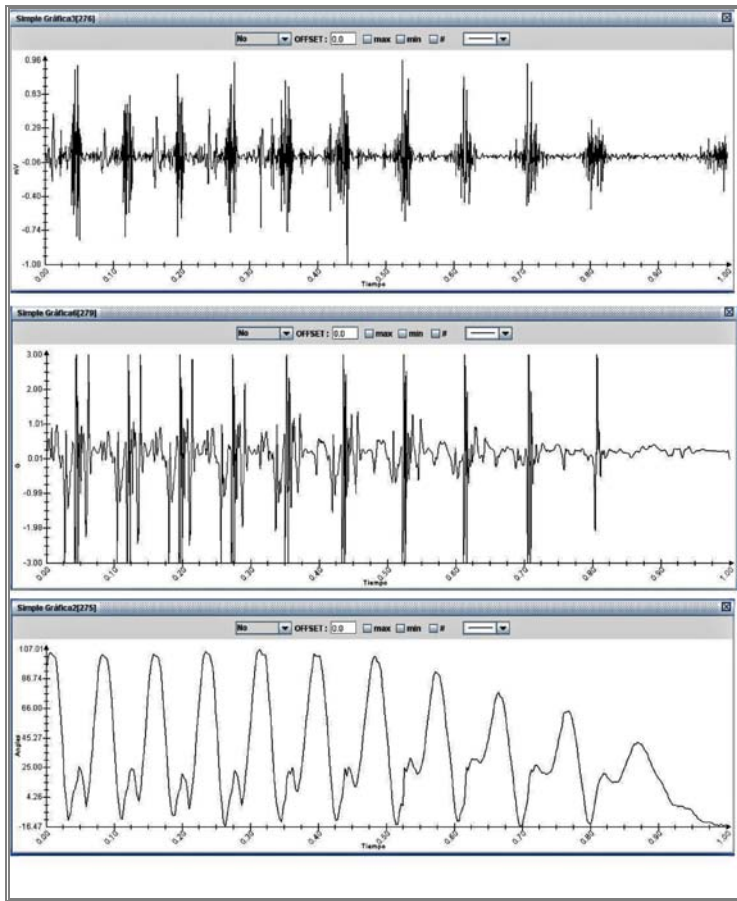 Simple Gráfica3[276]
No OFFSET: 0.0 max min #
0.96
0.63
0.29
-0.06
mV
-0.40
-0.74
-1.08
0.00 0.10 0.20 0.30 0.40 0.50 0.60 0.70 0.80 0.90 1.00
Tiempo
Simple Gráfica6[279]
No OFFSET: 0.0 max min #
3.00
2.00
1.01
0.01
G
-0.99
-1.98
-3.00
0.00 0.10 0.20 0.30 0.40 0.50 0.60 0.70 0.80 0.90 1.00
Tiempo
Simple Gráfica2[275]
No OFFSET: 0.0 max min #
107.01
86.74
66.00
45.27
Angles
25.00
4.26
-16.47
0.00 0.10 0.20 0.30 0.40 0.50 0.60 0.70 0.80 0.90 1.00
Tiempo